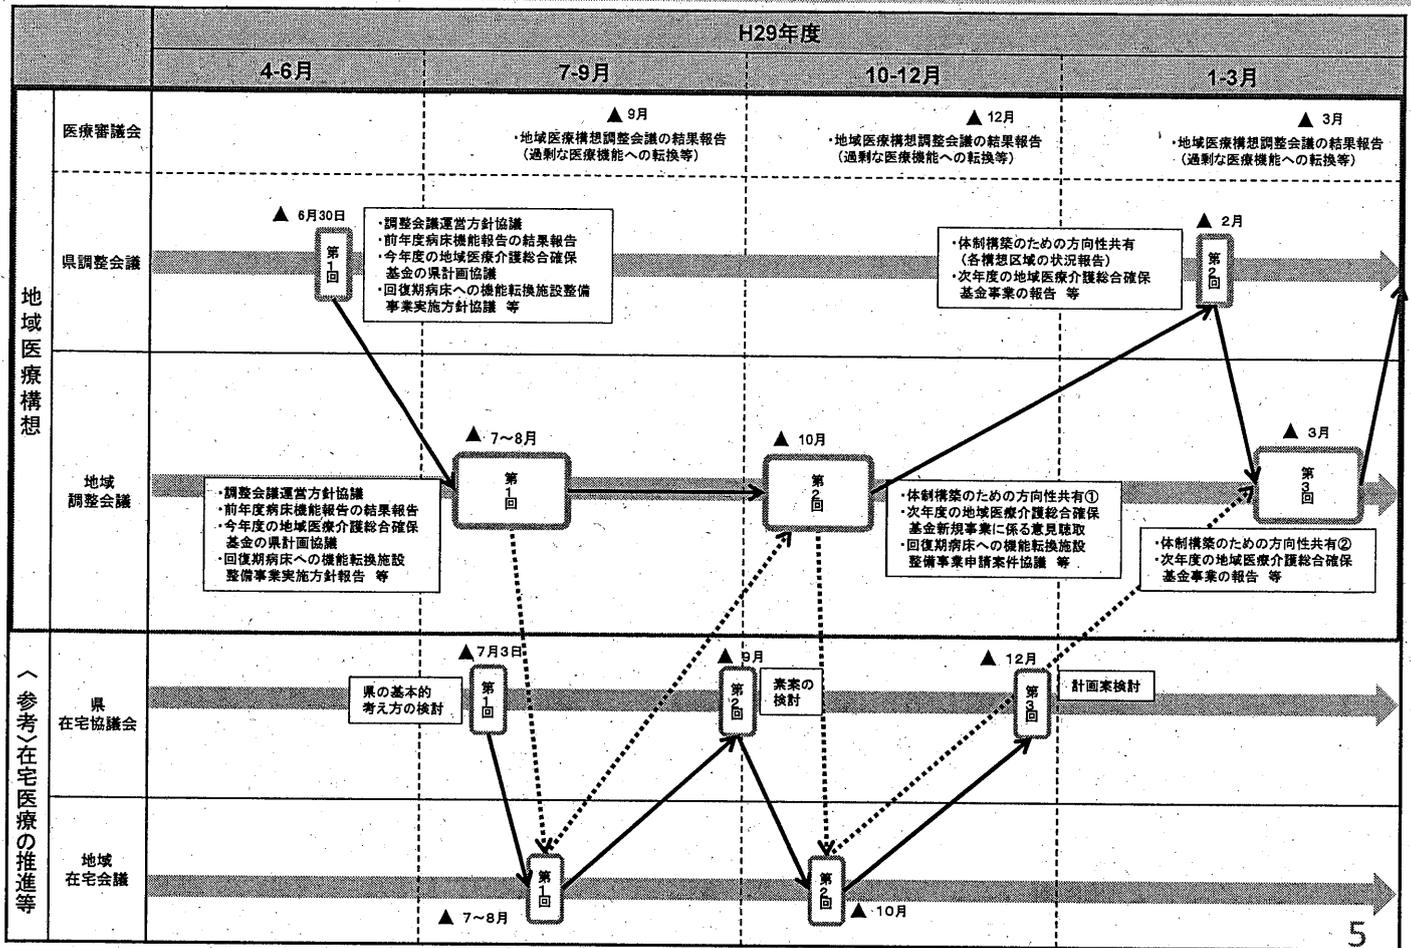 H29年度
4-6月
7-9月
10-12月
1-3月
地域医療構想
医療審議会
▲ 9月
・地域医療構想調整会議の結果報告
（過剰な医療機能への転換等）
▲ 12月
・地域医療構想調整会議の結果報告
（過剰な医療機能への転換等）
▲ 3月
・地域医療構想調整会議の結果報告
（過剰な医療機能への転換等）
県調整会議
▲ 6月30日
第1回
・調整会議運営方針協議
・前年度病床機能報告の結果報告
・今年度の地域医療介護総合確保
基金の県計画協議
・回復期病床への機能転換施設整備
事業実施方針協議 等
・体制構築のための方向性共有
（各構想区域の状況報告）
・次年度の地域医療介護総合確保
基金事業の報告 等
▲ 2月
第2回
地域
調整会議
・調整会議運営方針協議
・前年度病床機能報告の結果報告
・今年度の地域医療介護総合確保
基金の県計画協議
・回復期病床への機能転換施設
整備事業実施方針報告 等
▲ 7～8月
第1回
▲ 10月
第2回
・体制構築のための方向性共有①
・次年度の地域医療介護総合確保
基金新規事業に係る意見聴取
・回復期病床への機能転換施設
整備事業申請案件協議 等
▲ 3月
第3回
・体制構築のための方向性共有②
・次年度の地域医療介護総合確保
基金事業の報告 等
〈参考〉在宅医療の推進等
県
在宅協議会
県の基本的
考え方の検討
▲ 7月3日
第1回
▲ 9月
第2回
素案の
検討
▲ 12月
第3回
計画案検討
地域
在宅会議
▲ 7～8月
第1回
第2回
▲ 10月
5